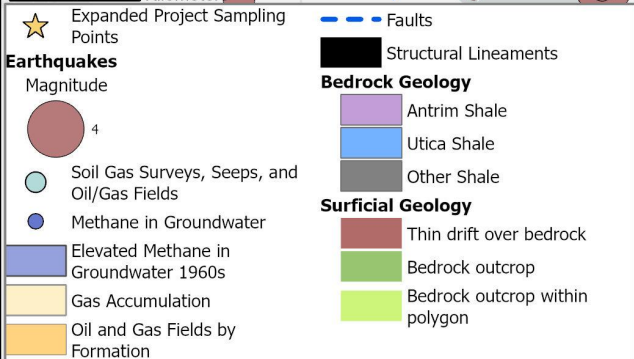 Expanded Project Sampling
Points
Earthquakes
Magnitude
4
Soil Gas Surveys, Seeps, and
Oil/Gas Fields
Methane in Groundwater
Elevated Methane in
Groundwater 1960s
Gas Accumulation
Oil and Gas Fields by
Formation
Faults
Structural Lineaments
Bedrock Geology
Antrim Shale
Utica Shale
Other Shale
Surficial Geology
Thin drift over bedrock
Bedrock outcrop
Bedrock outcrop within
polygon